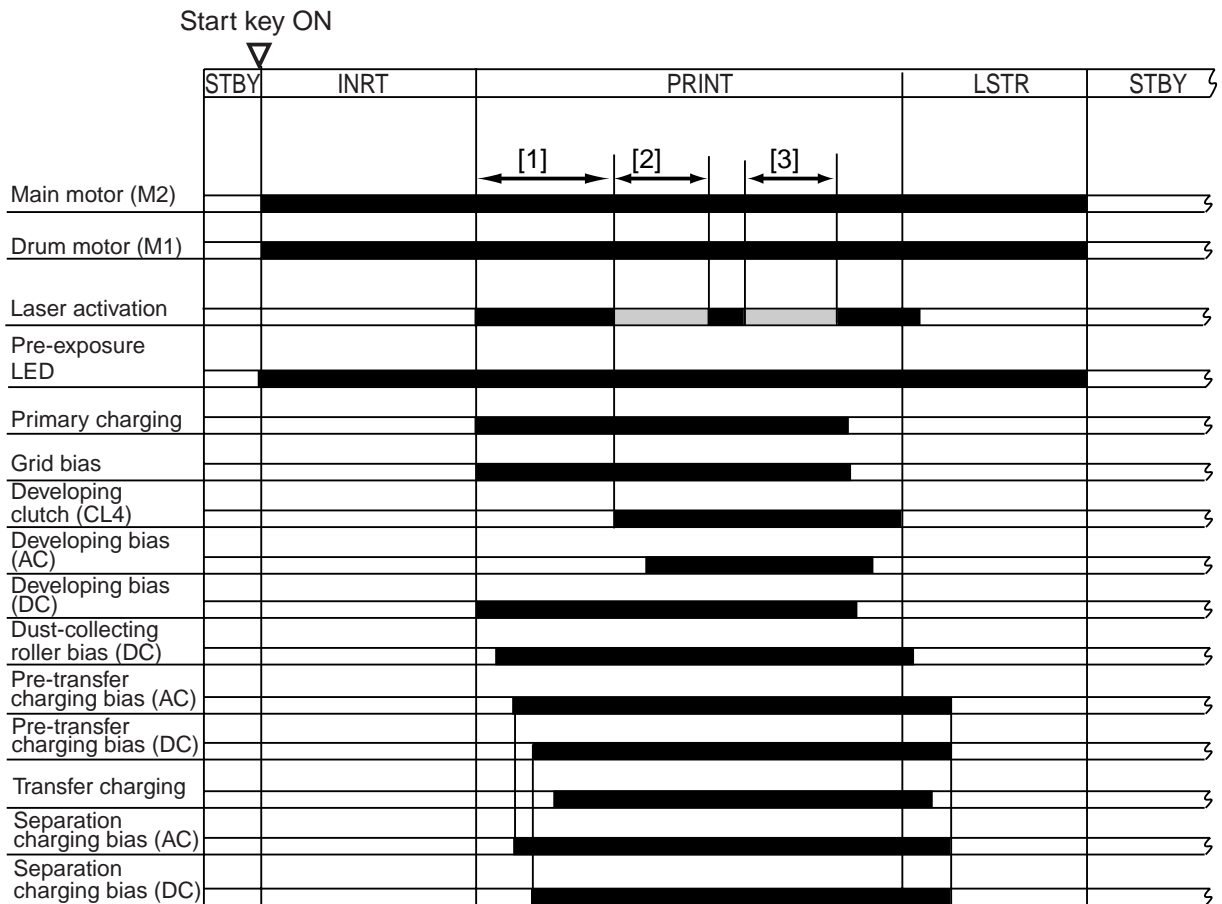 Start key ON
STBY INRT PRINT LSTR STBY
[1] [2] [3]
Main motor (M2)
Drum motor (M1)
Laser activation
Pre-exposure
LED
Primary charging
Grid bias
Developing
clutch (CL4)
Developing bias
(AC)
Developing bias
(DC)
Dust-collecting
roller bias (DC)
Pre-transfer
charging bias (AC)
Pre-transfer
charging bias (DC)
Transfer charging
Separation
charging bias (AC)
Separation
charging bias (DC)